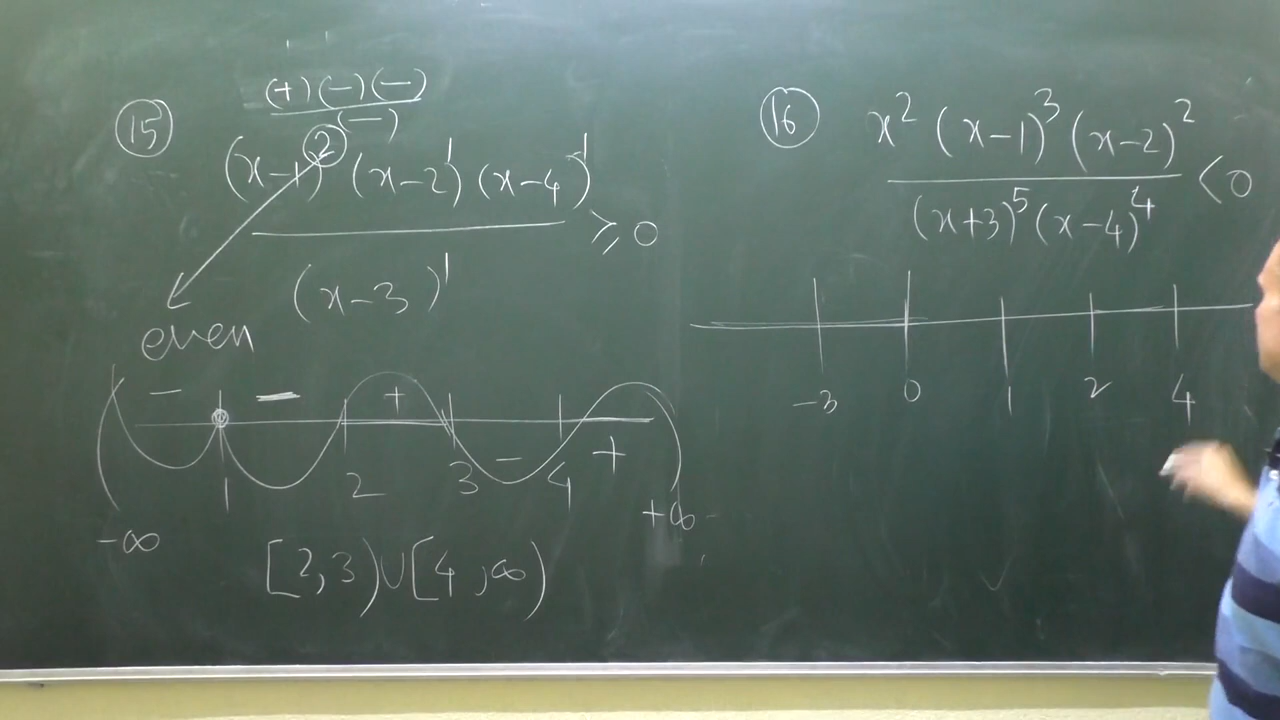 (15)
(+)(−)(−)
(−)
(x−1)² (x−2)¹ (x−4)¹
≥ 0
(x−3)¹
even
− − + − +
1 2 3 4
−∞ +∞
[2,3)∪[4,∞)
(16)
x² (x−1)³ (x−2)²
< 0
(x+3)⁵ (x−4)⁴
−3 0 1 2 4